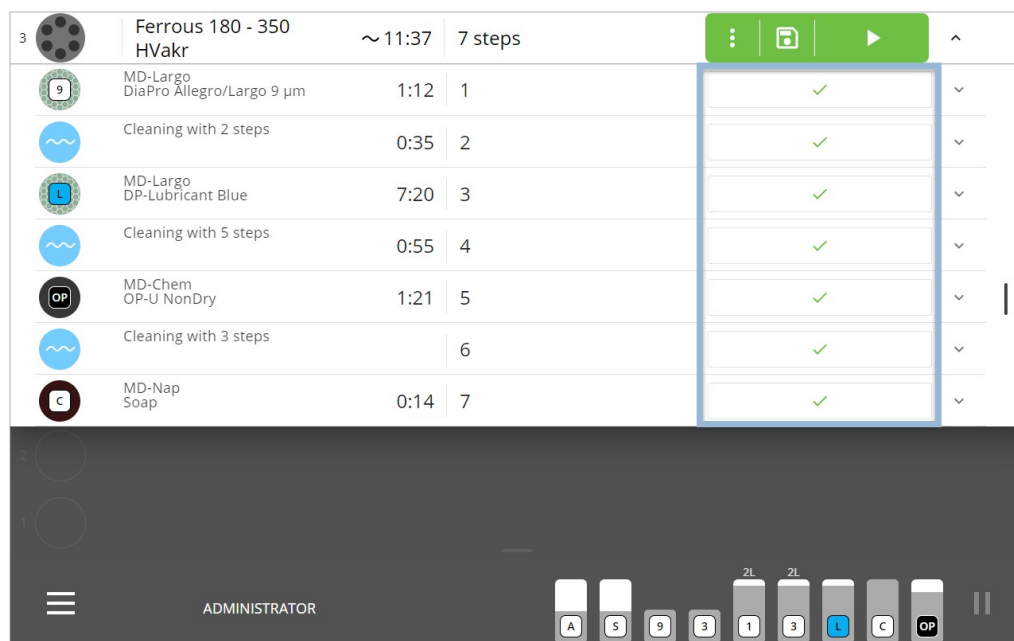 3 Ferrous 180 - 350 HVakr ~ 11:37 7 steps
9 MD-Largo
DiaPro Allegro/Largo 9 µm 1:12 1
Cleaning with 2 steps 0:35 2
L MD-Largo
DP-Lubricant Blue 7:20 3
Cleaning with 5 steps 0:55 4
OP MD-Chem
OP-U NonDry 1:21 5
Cleaning with 3 steps 6
C MD-Nap
Soap 0:14 7
2
1
2L 2L
ADMINISTRATOR
A S 9 3 1 3 L C OP